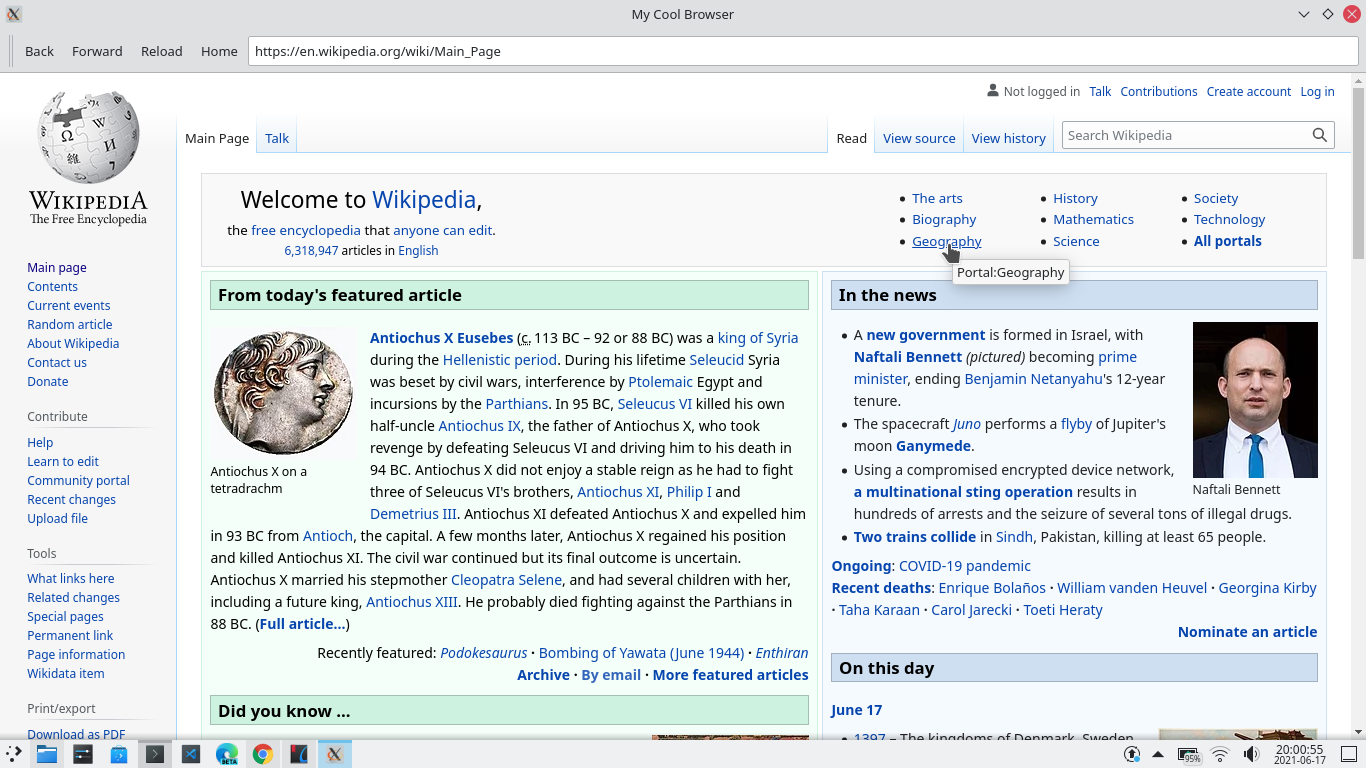 My Cool Browser
Back Forward Reload Home https://en.wikipedia.org/wiki/Main_Page
Not logged in Talk Contributions Create account Log in
Main Page Talk Read View source View history Search Wikipedia
WIKIPEDIA
The Free Encyclopedia
Main page
Contents
Current events
Random article
About Wikipedia
Contact us
Donate
Contribute
Help
Learn to edit
Community portal
Recent changes
Upload file
Tools
What links here
Related changes
Special pages
Permanent link
Page information
Wikidata item
Print/export
Download as PDF
Welcome to Wikipedia,
the free encyclopedia that anyone can edit.
6,318,947 articles in English
• The arts
• Biography
• Geography
• History
• Mathematics
• Science
• Society
• Technology
• All portals
Portal:Geography
From today's featured article
Antiochus X on a
tetradrachm
Antiochus X Eusebes (c. 113 BC – 92 or 88 BC) was a king of Syria
during the Hellenistic period. During his lifetime Seleucid Syria
was beset by civil wars, interference by Ptolemaic Egypt and
incursions by the Parthians. In 95 BC, Seleucus VI killed his own
half-uncle Antiochus IX, the father of Antiochus X, who took
revenge by defeating Seleucus VI and driving him to his death in
94 BC. Antiochus X did not enjoy a stable reign as he had to fight
three of Seleucus VI's brothers, Antiochus XI, Philip I and
Demetrius III. Antiochus XI defeated Antiochus X and expelled him
in 93 BC from Antioch, the capital. A few months later, Antiochus X regained his position
and killed Antiochus XI. The civil war continued but its final outcome is uncertain.
Antiochus X married his stepmother Cleopatra Selene, and had several children with her,
including a future king, Antiochus XIII. He probably died fighting against the Parthians in
88 BC. (Full article...)
Recently featured: Podokesaurus · Bombing of Yawata (June 1944) · Enthiran
Archive · By email · More featured articles
Did you know ...
In the news
• A new government is formed in Israel, with
Naftali Bennett (pictured) becoming prime
minister, ending Benjamin Netanyahu's 12-year
tenure.
• The spacecraft Juno performs a flyby of Jupiter's
moon Ganymede.
• Using a compromised encrypted device network,
a multinational sting operation results in
hundreds of arrests and the seizure of several tons of illegal drugs.
• Two trains collide in Sindh, Pakistan, killing at least 65 people.
Naftali Bennett
Ongoing: COVID-19 pandemic
Recent deaths: Enrique Bolaños · William vanden Heuvel · Georgina Kirby
· Taha Karaan · Carol Jarecki · Toeti Heraty
Nominate an article
On this day
June 17
• 1397 – The kingdoms of Denmark, Sweden
BETA
95%
20:00:55
2021-06-17